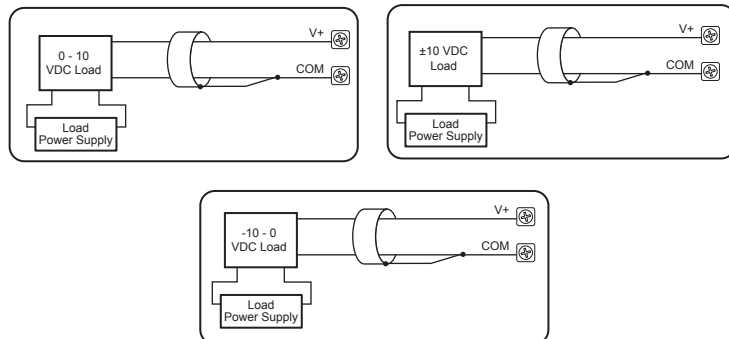 0 - 10
VDC Load
V+
COM
Load
Power Supply
±10 VDC
Load
V+
COM
Load
Power Supply
-10 - 0
VDC Load
V+
COM
Load
Power Supply